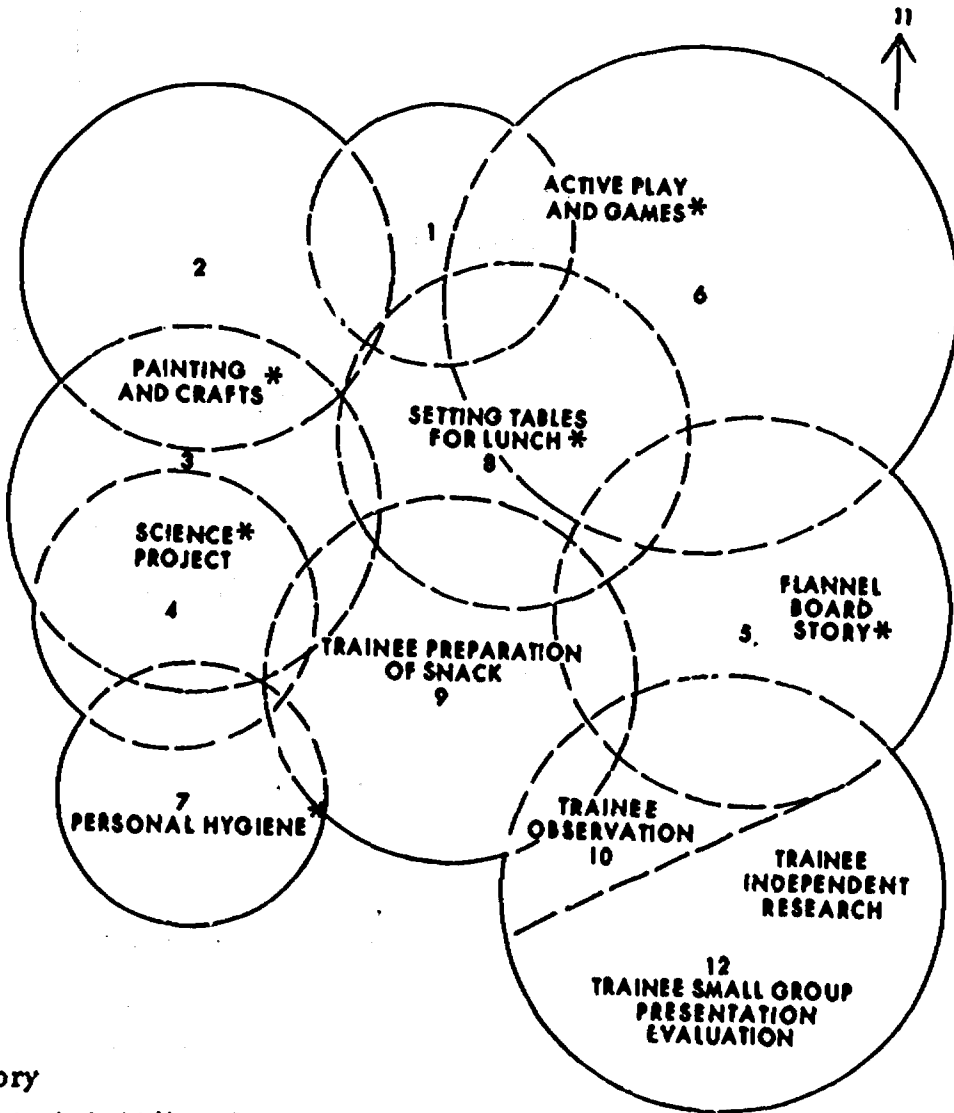 11
ACTIVE PLAY
AND GAMES*
1
2
6
PAINTING *
AND CRAFTS
SETTING TABLES
FOR LUNCH *
8
3
SCIENCE*
PROJECT
4
FLANNEL
BOARD
STORY*
5.
TRAINEE PREPARATION
OF SNACK
9
7
PERSONAL HYGIENE*
TRAINEE
OBSERVATION
10
TRAINEE
INDEPENDENT
RESEARCH
12
TRAINEE SMALL GROUP
PRESENTATION
EVALUATION
ory